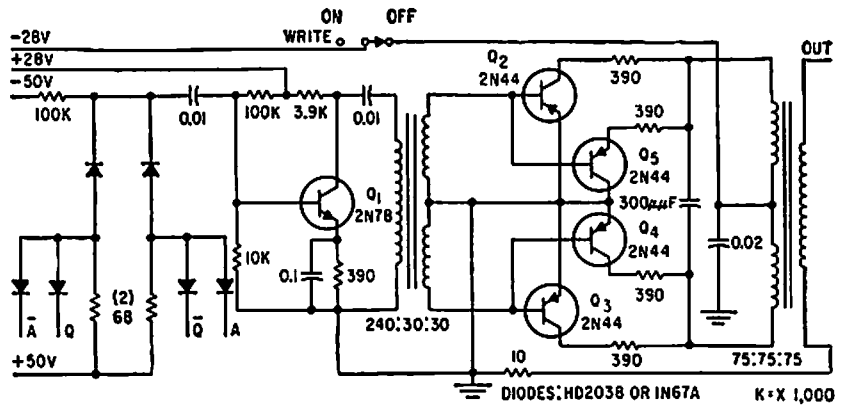 ON OFF
-28V WRITE
+28V
-50V
Q2
2N44
390
OUT
100K 0.01 100K 3.9K 0.01
390
Q5
2N44
Q1
2N78
300μμF
Q4
2N44
0.02
10K
0.1 390
390
(2)
68
Ā Q Q̄ A
240:30:30
Q3
2N44
+50V
390
75:75:75
10
DIODES: HD2038 OR IN67A K=X 1,000